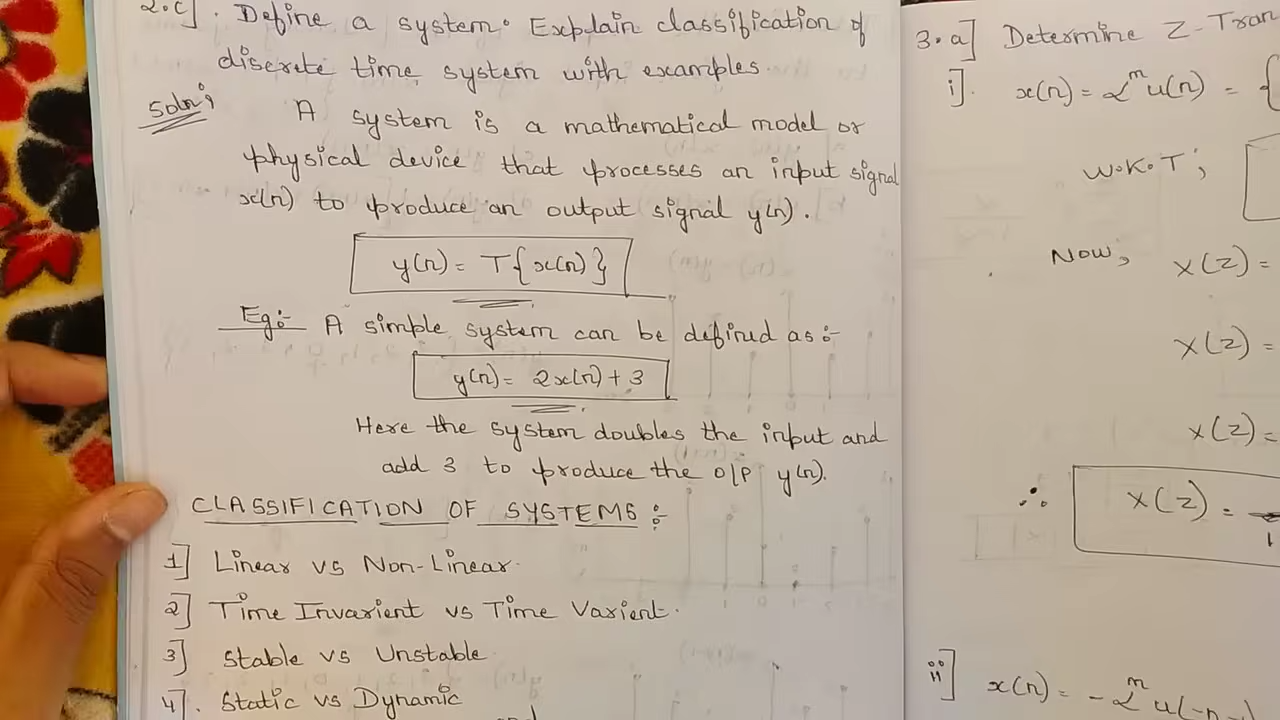 2.c]. Define a system. Explain classification of
discrete time system with examples.
Soln:
A system is a mathematical model or
physical device that processes an input signal
x(n) to produce an output signal y(n).
y(n) = T{x(n)}
Eg:- A simple system can be defined as:-
y(n) = 2x(n) + 3
Here the system doubles the input and
add 3 to produce the O/P y(n).
CLASSIFICATION OF SYSTEMS:
1] Linear vs Non-Linear.
2] Time Invarient vs Time Varient.
3] Stable vs Unstable
4]. Static vs Dynamic
3.a] Determine Z-Tran
i]. x(n) = α^n u(n) = {
W.K.T;
Now, X(Z) =
X(Z) =
X(Z) =
∴ X(Z) =
ii] x(n) = -α^n u(-n-